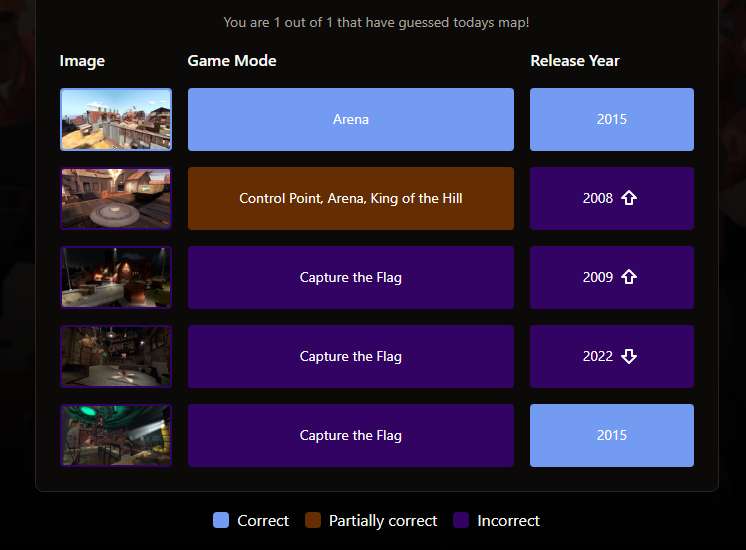 You are 1 out of 1 that have guessed todays map!
Image Game Mode Release Year
Arena 2015
Control Point, Arena, King of the Hill 2008
Capture the Flag 2009
Capture the Flag 2022
Capture the Flag 2015
Correct Partially correct Incorrect